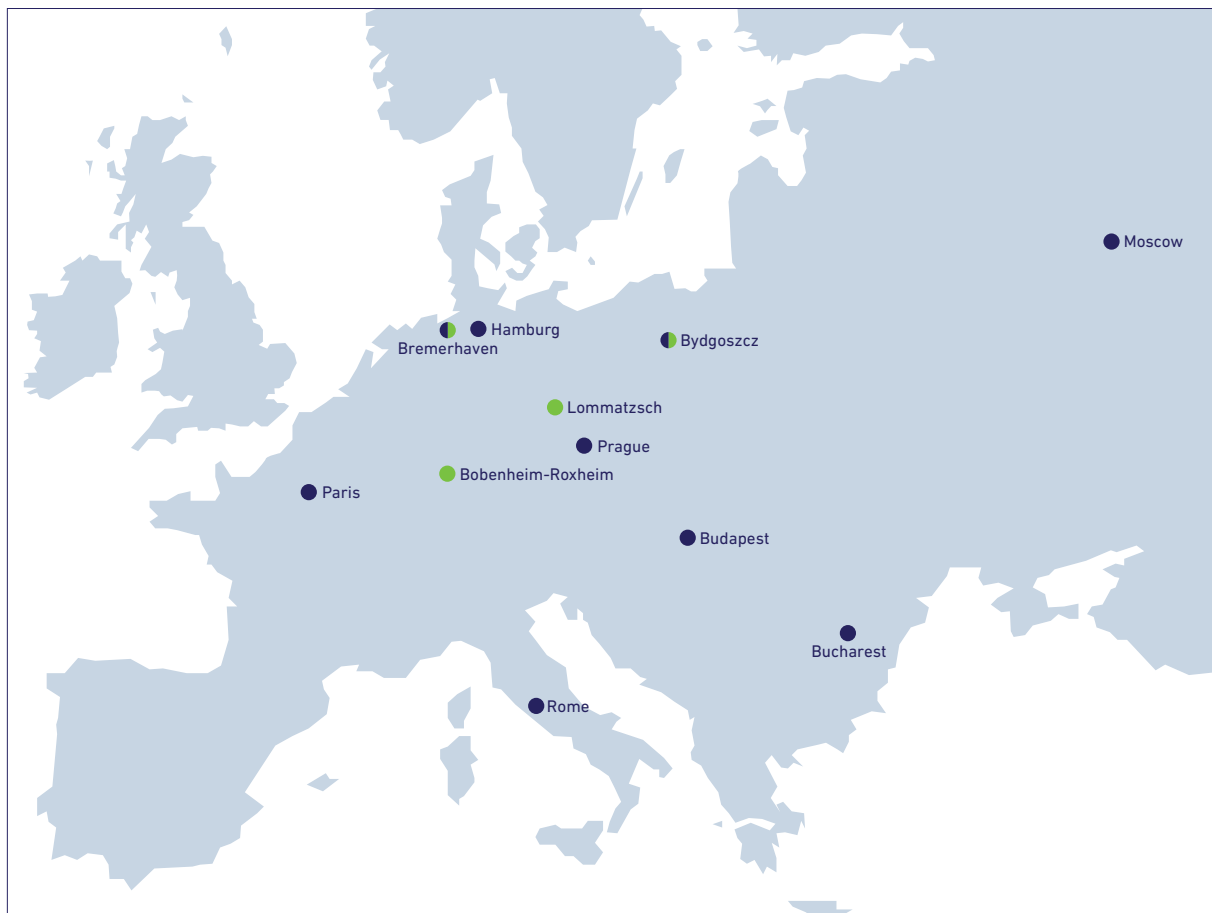 Moscow
Hamburg
Bremerhaven
Bydgoszcz
Lommatzsch
Prague
Bobenheim-Roxheim
Paris
Budapest
Bucharest
Rome